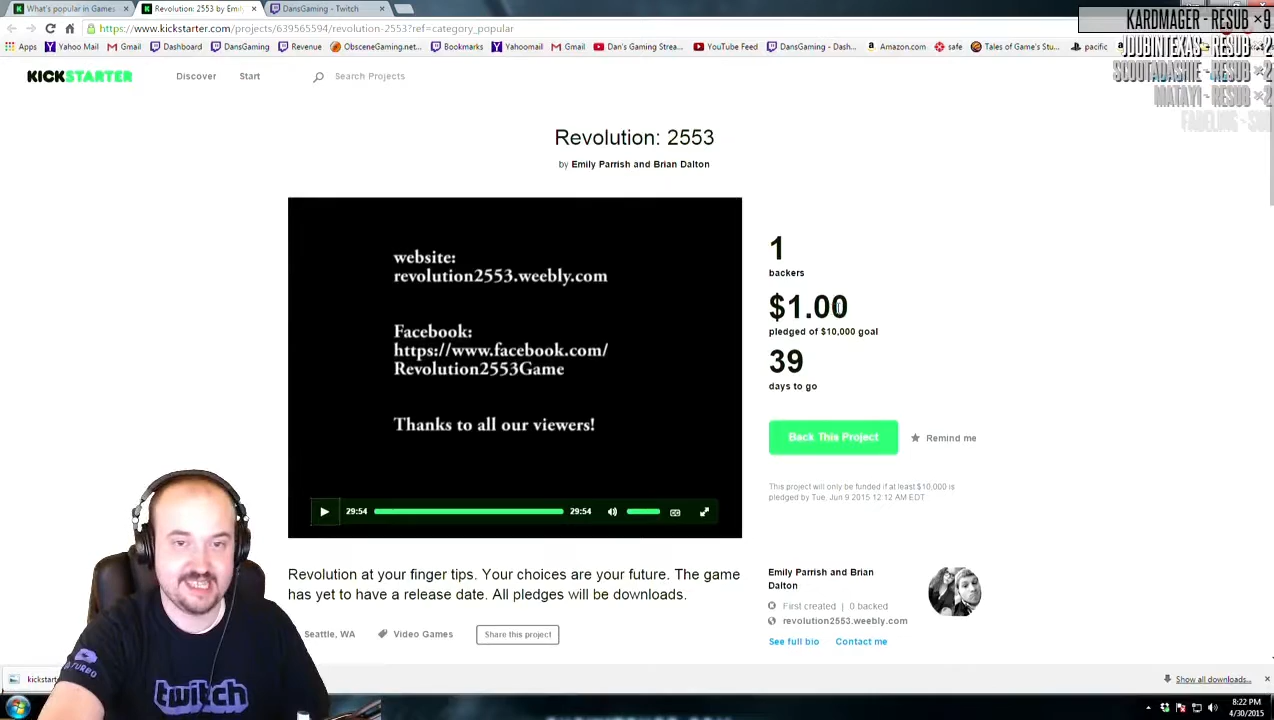 What's popular in Games
Revolution: 2553 by Emily
DansGaming - Twitch
KARDMAGER - RESUB ×9
https://www.kickstarter.com/projects/639565594/revolution-2553?ref=category_popular
JDUBINTEXAS - RESUB ×2
Apps
Yahoo Mail
Gmail
Dashboard
DansGaming
Revenue
ObsceneGaming.net...
Bookmarks
Yahoomail
Gmail
Dan's Gaming Strea...
YouTube Feed
DansGaming - Dash...
Amazon.com
safe
Tales of Game's Stu...
pacific
SCOOTADASHIE - RESUB ×2
KICKSTARTER
Discover
Start
Search Projects
MATAYI - RESUB ×2
Revolution: 2553
by Emily Parrish and Brian Dalton
website:
revolution2553.weebly.com
Facebook:
https://www.facebook.com/
Revolution2553Game
Thanks to all our viewers!
29:54
29:54
1
backers
$1.00
pledged of $10,000 goal
39
days to go
Back This Project
Remind me
This project will only be funded if at least $10,000 is
pledged by Tue, Jun 9 2015 12:12 AM EDT
Revolution at your finger tips. Your choices are your future. The game
has yet to have a release date. All pledges will be downloads.
Seattle, WA
Video Games
Share this project
Emily Parrish and Brian
Dalton
First created | 0 backed
revolution2553.weebly.com
See full bio
Contact me
TURBO
twitch
kickstart
Show all downloads...
8:22 PM
4/30/2015